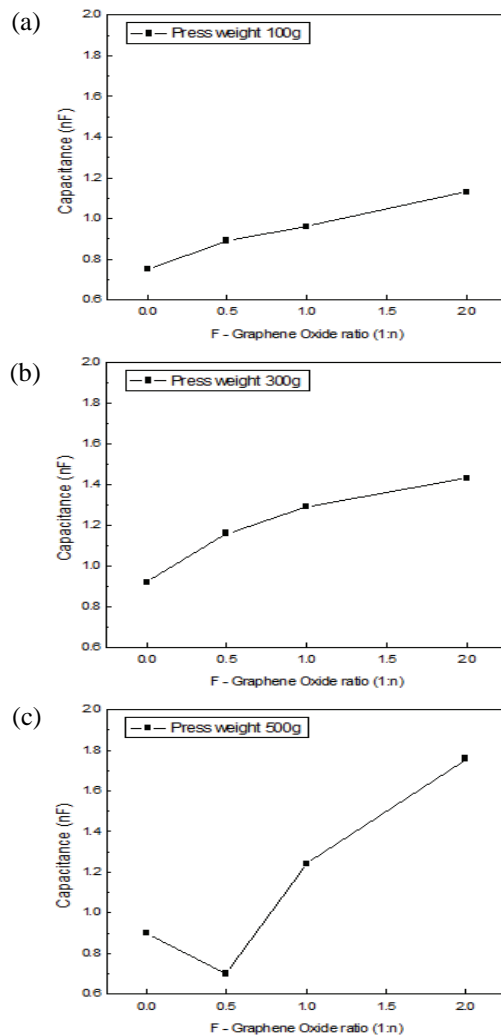 (a)
2.0
Press weight 100g
1.8
1.6
1.4
1.2
1.0
0.8
0.6
Capacitance (nF)
0.0 0.5 1.0 1.5 2.0
F - Graphene Oxide ratio (1:n)
(b)
2.0
Press weight 300g
1.8
1.6
1.4
1.2
1.0
0.8
0.6
Capacitance (nF)
0.0 0.5 1.0 1.5 2.0
F - Graphene Oxide ratio (1:n)
(c)
2.0
Press weight 500g
1.8
1.6
1.4
1.2
1.0
0.8
0.6
Capacitance (nF)
0.0 0.5 1.0 1.5 2.0
F - Graphene Oxide ratio (1:n)